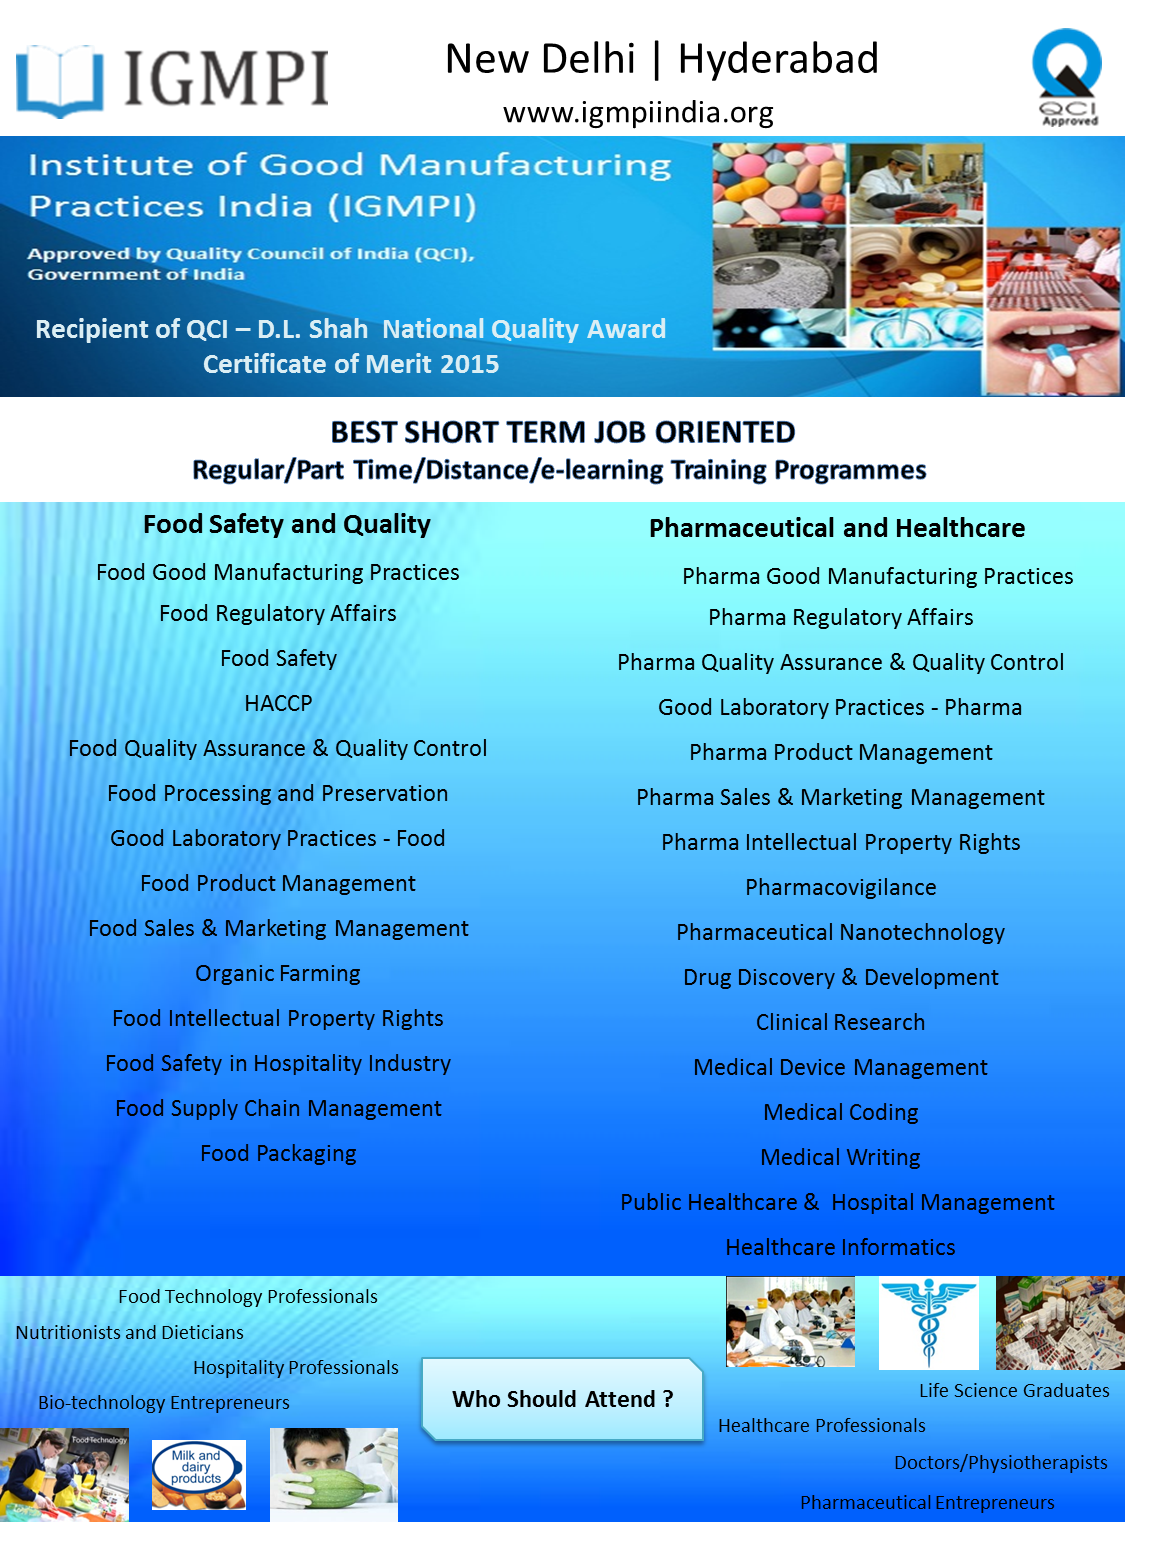 IGMPI
New Delhi | Hyderabad
www.igmpiindia.org
QCI
Approved
Institute of Good Manufacturing
Practices India (IGMPI)
Approved by Quality Council of India (QCI),
Government of India
Recipient of QCI – D.L. Shah National Quality Award
Certificate of Merit 2015
BEST SHORT TERM JOB ORIENTED
Regular/Part Time/Distance/e-learning Training Programmes
Food Safety and Quality
Food Good Manufacturing Practices
Food Regulatory Affairs
Food Safety
HACCP
Food Quality Assurance & Quality Control
Food Processing and Preservation
Good Laboratory Practices - Food
Food Product Management
Food Sales & Marketing Management
Organic Farming
Food Intellectual Property Rights
Food Safety in Hospitality Industry
Food Supply Chain Management
Food Packaging
Pharmaceutical and Healthcare
Pharma Good Manufacturing Practices
Pharma Regulatory Affairs
Pharma Quality Assurance & Quality Control
Good Laboratory Practices - Pharma
Pharma Product Management
Pharma Sales & Marketing Management
Pharma Intellectual Property Rights
Pharmacovigilance
Pharmaceutical Nanotechnology
Drug Discovery & Development
Clinical Research
Medical Device Management
Medical Coding
Medical Writing
Public Healthcare & Hospital Management
Healthcare Informatics
Food Technology Professionals
Nutritionists and Dieticians
Hospitality Professionals
Bio-technology Entrepreneurs
Food Technology
Milk and
dairy
products
Who Should Attend ?
Life Science Graduates
Healthcare Professionals
Doctors/Physiotherapists
Pharmaceutical Entrepreneurs